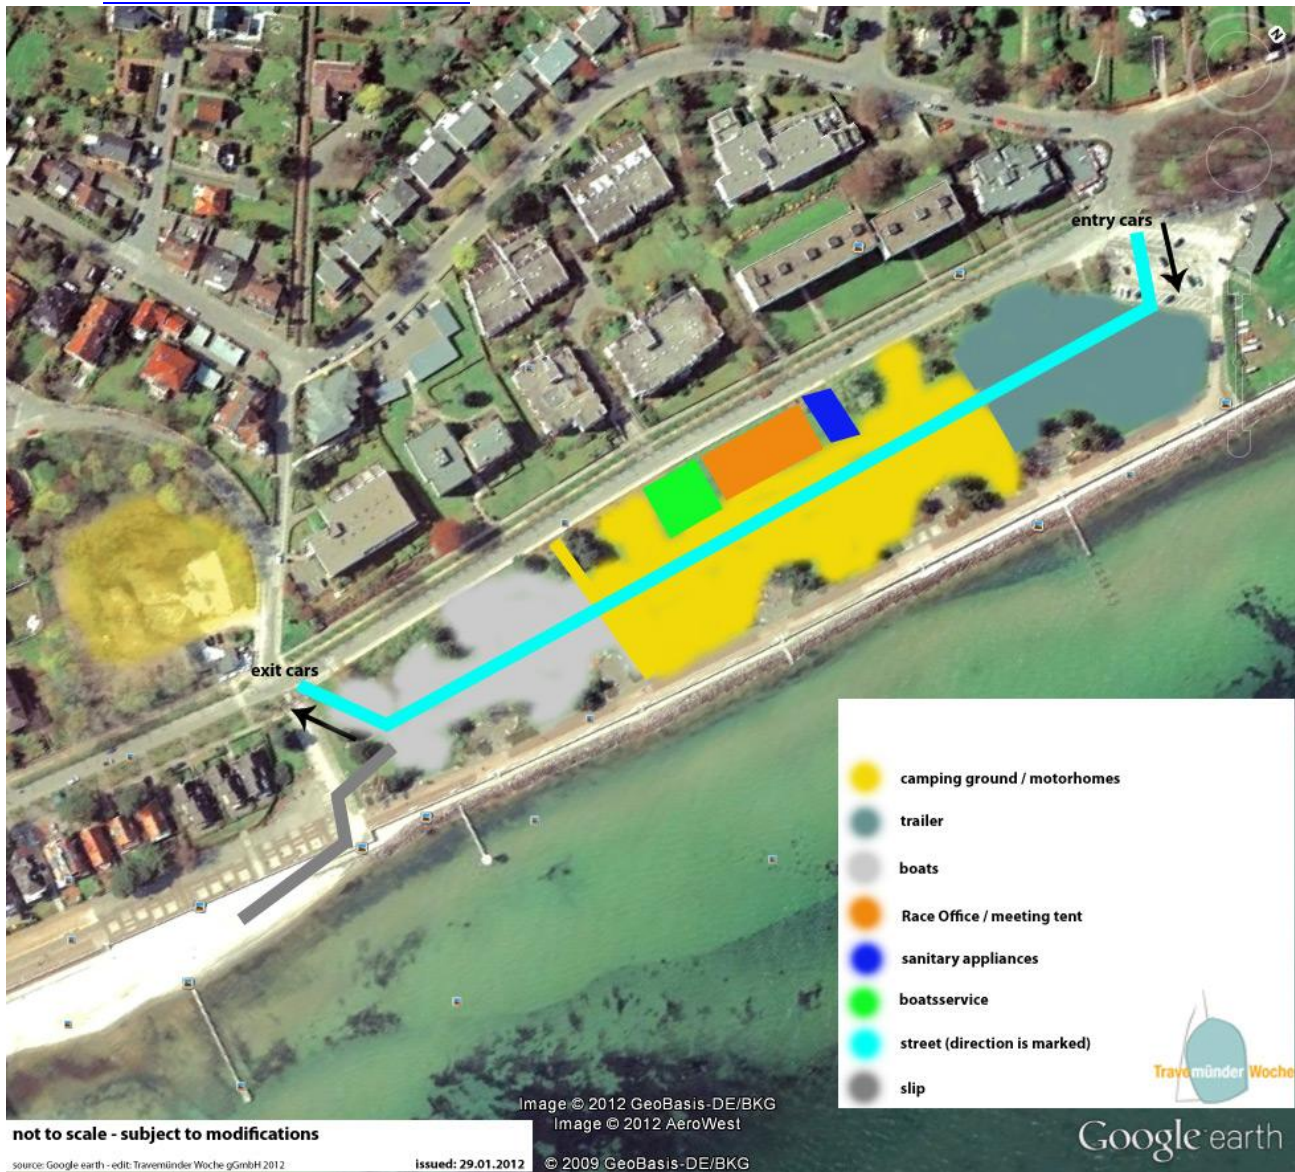 N
entry cars
exit cars
camping ground / motorhomes
trailer
boats
Race Office / meeting tent
sanitary appliances
boatsservice
street (direction is marked)
slip
Travemünder Woche
Image © 2012 GeoBasis-DE/BKG
Image © 2012 AeroWest
© 2009 GeoBasis-DE/BKG
Google earth
not to scale - subject to modifications
source: Google earth - edit: Travemünder Woche gGmbH 2012
issued: 29.01.2012